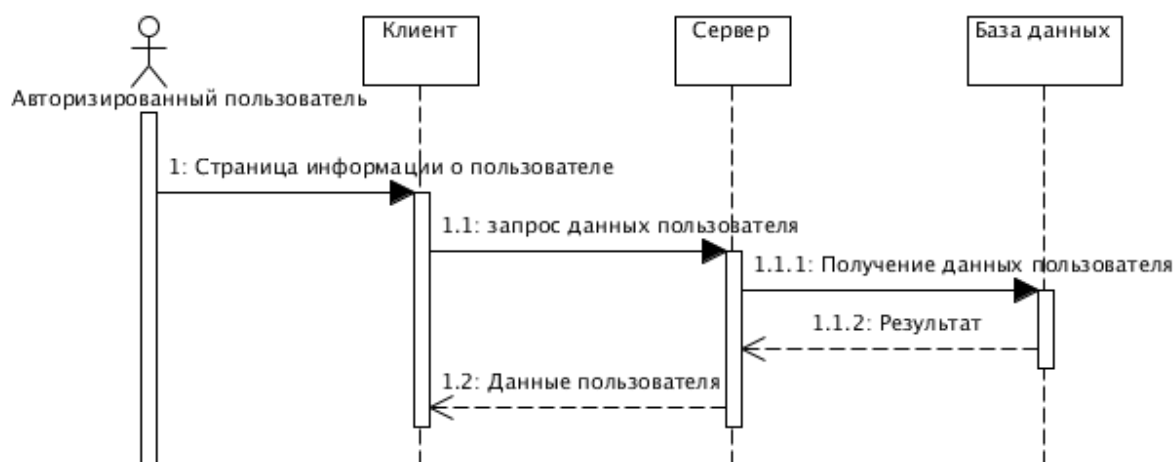 Клиент
Сервер
База данных
Авторизированный пользователь
1: Страница информации о пользователе
1.1: запрос данных пользователя
1.1.1: Получение данных пользователя
1.1.2: Результат
1.2: Данные пользователя